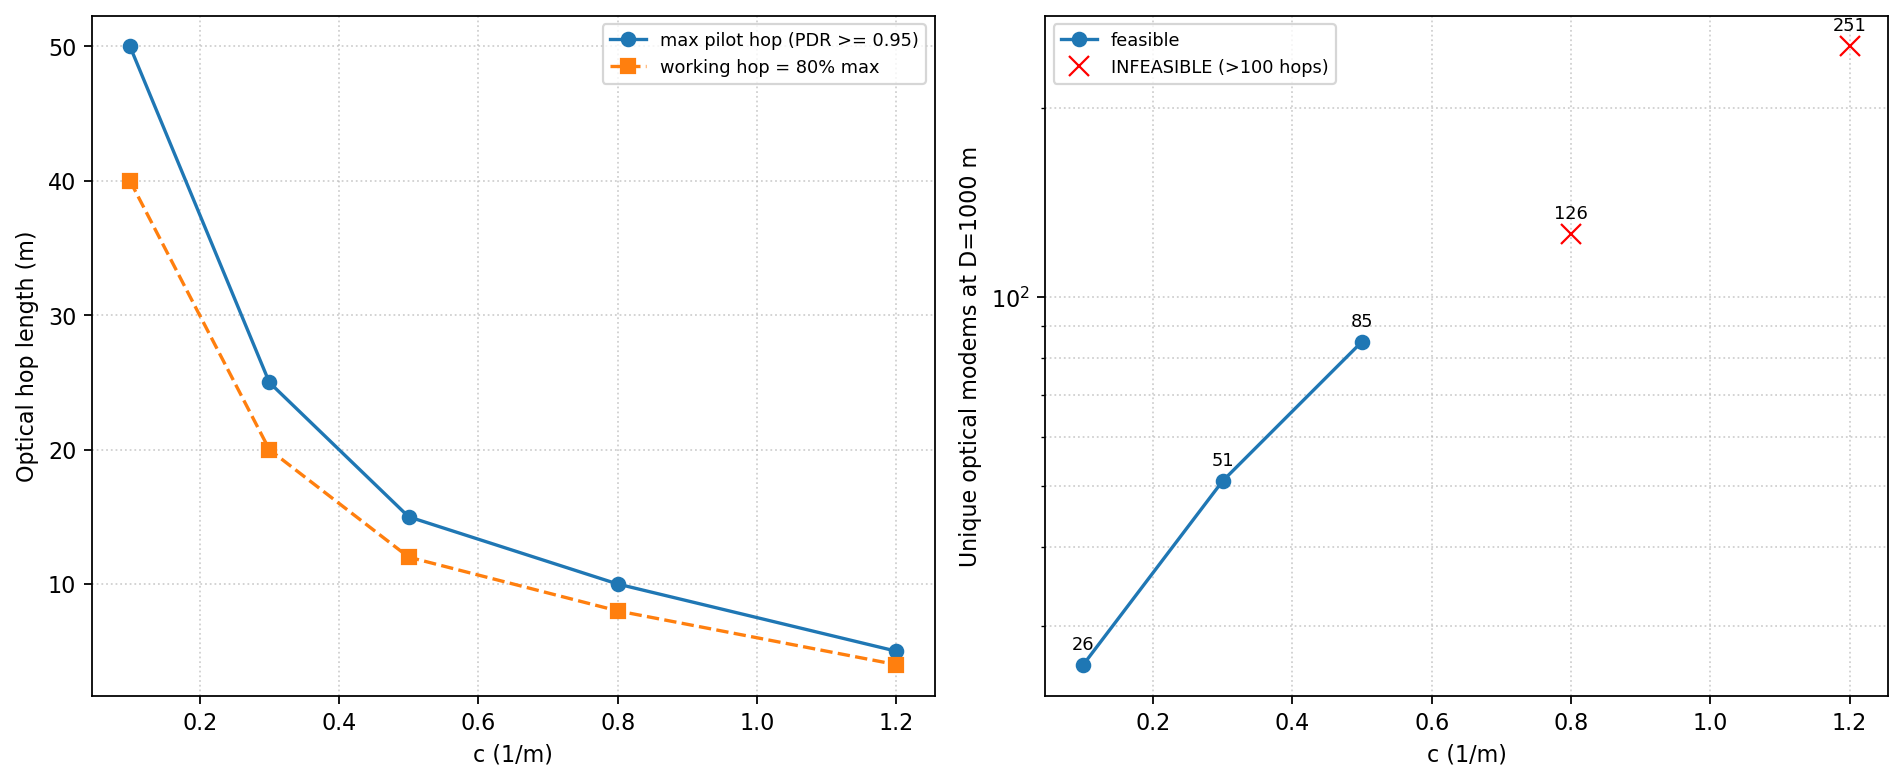 max pilot hop (PDR >= 0.95)
working hop = 80% max
50
40
30
20
10
Optical hop length (m)
0.2 0.4 0.6 0.8 1.0 1.2
c (1/m)
feasible
INFEASIBLE (>100 hops)
251
126
85
51
26
10²
Unique optical modems at D=1000 m
0.2 0.4 0.6 0.8 1.0 1.2
c (1/m)